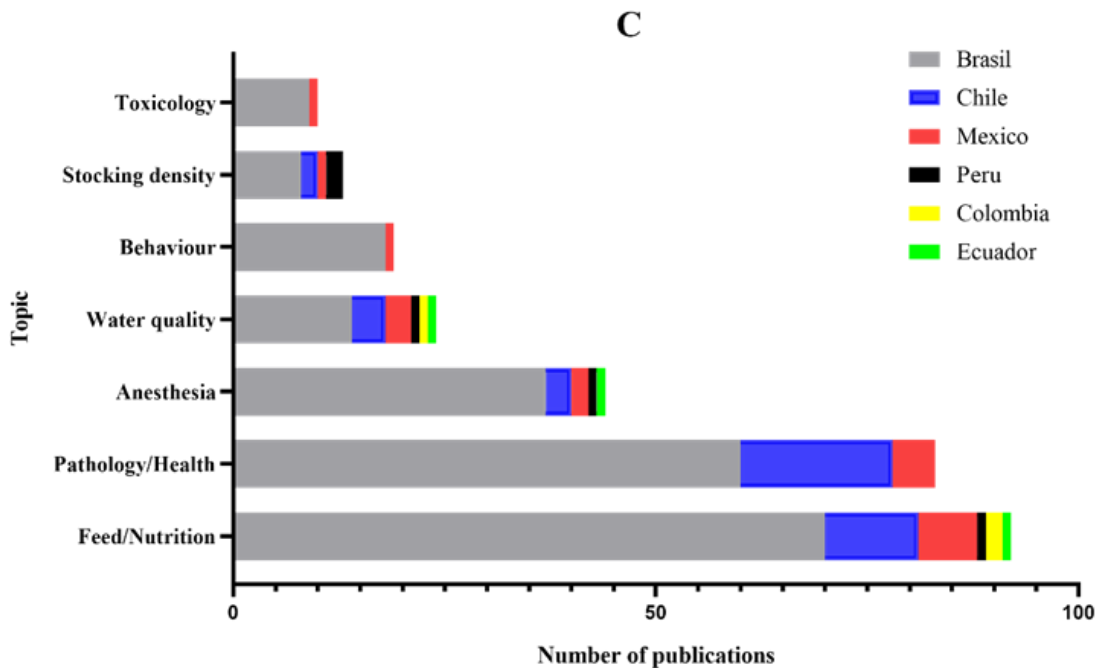 C
Brasil
Chile
Mexico
Peru
Colombia
Ecuador
Topic
Toxicology
Stocking density
Behaviour
Water quality
Anesthesia
Pathology/Health
Feed/Nutrition
0
50
100
Number of publications